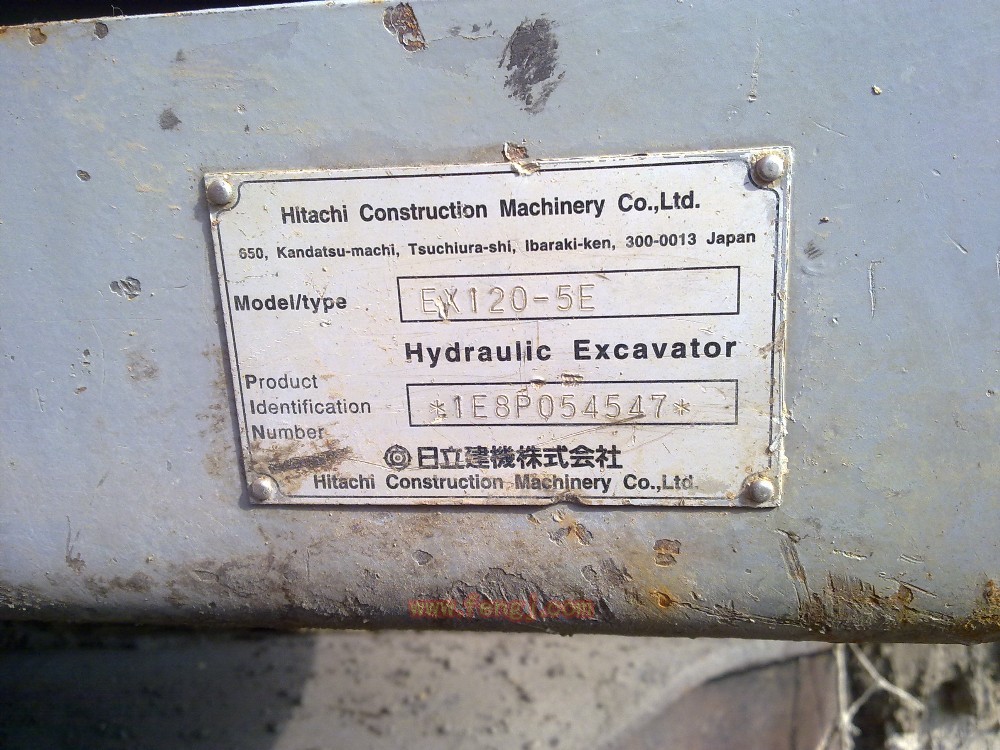 Hitachi Construction Machinery Co.,Ltd.
650, Kandatsu-machi, Tsuchiura-shi, Ibaraki-ken, 300-0013 Japan
Model/type EX120-5E
Hydraulic Excavator
Product
Identification
Number
*1E8P054547*
日立建機株式会社
Hitachi Construction Machinery Co.,Ltd.
www.fengj.com